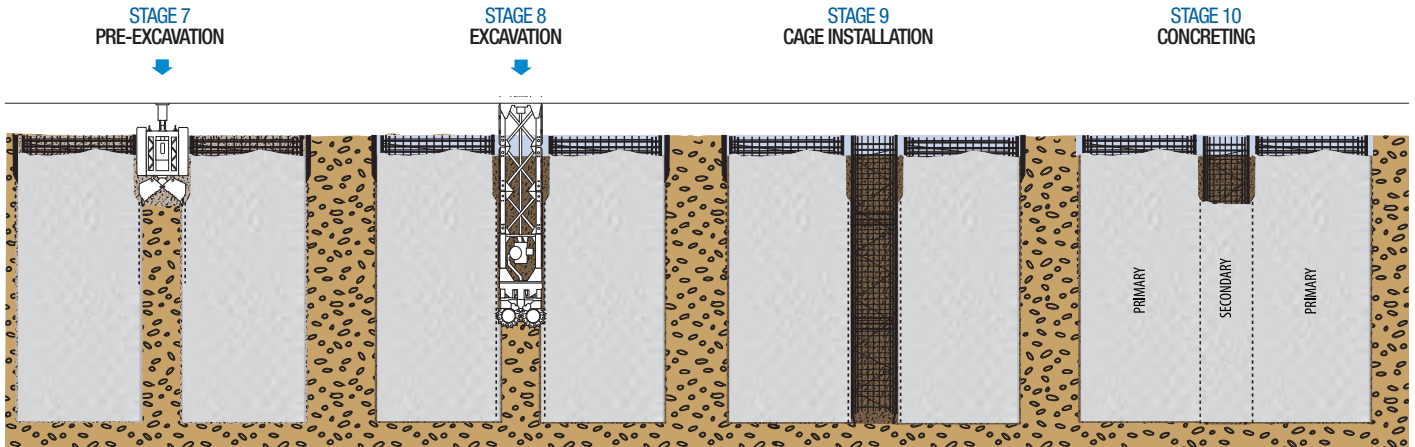 STAGE 7
PRE-EXCAVATION
STAGE 8
EXCAVATION
STAGE 9
CAGE INSTALLATION
STAGE 10
CONCRETING
PRIMARY
SECONDARY
PRIMARY